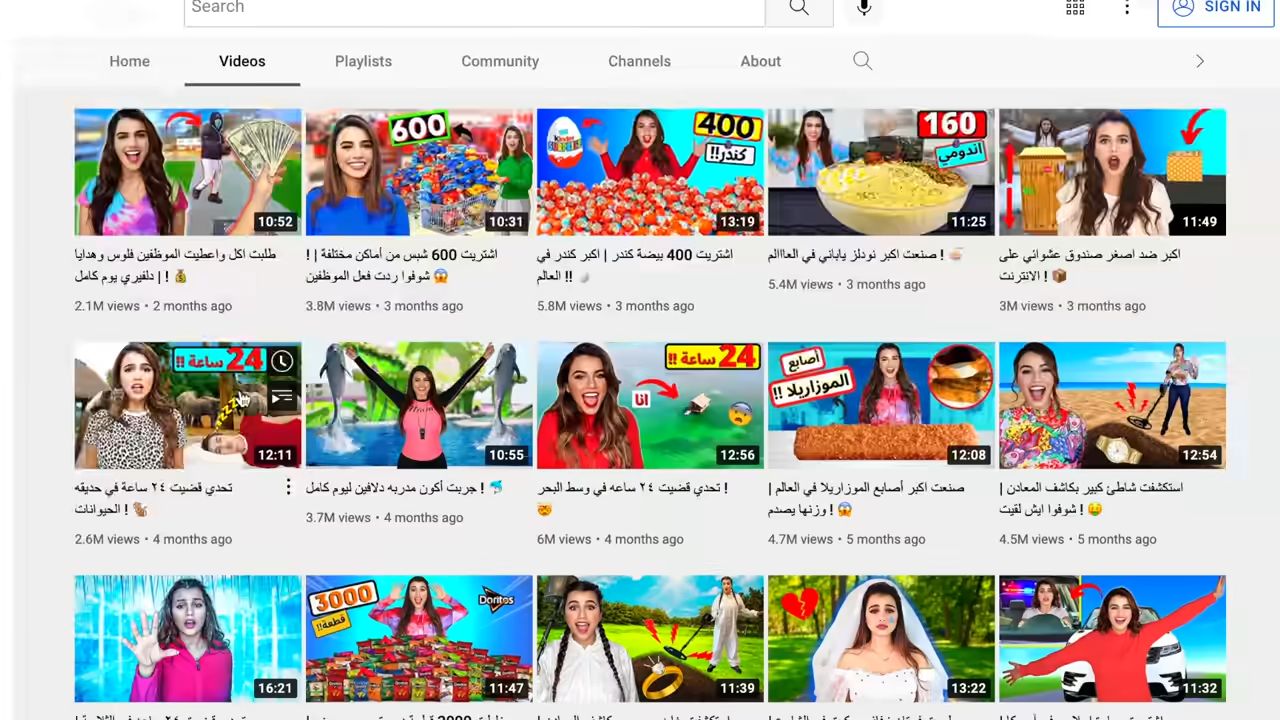 Search
SIGN IN
Home
Videos
Playlists
Community
Channels
About
10:52
600
10:31
Kinder
400
كندر!!
13:19
160
اندومي
11:25
11:49
طلبت اكل واعطيت الموظفين فلوس وهدايا
💰 ! | دلفيري يوم كامل
2.1M views • 2 months ago
اشتريت 600 شبس من أماكن مختلفة | !
شوفوا ردت فعل الموظفين 😱
3.8M views • 3 months ago
اشتريت 400 بيضة كندر | اكبر كندر في
العالم !! 🥚
5.8M views • 3 months ago
صنعت اكبر نودلز ياباني في العااالم ! 🍜
5.4M views • 3 months ago
اكبر ضد اصغر صندوق عشوائي على
الانترنت ! 📦
3M views • 3 months ago
24 ساعة !!
zzzz
12:11
10:55
24 ساعة !!
انا
12:56
أصابع
الموزاريلا !!
12:08
12:54
تحدي قضيت ٢٤ ساعة في حديقه
الحيوانات ! 🐒
2.6M views • 4 months ago
جربت أكون مدربه دلافين ليوم كامل ! 🐬
3.7M views • 4 months ago
تحدي قضيت ٢٤ ساعه في وسط البحر !
🤯
6M views • 4 months ago
صنعت اكبر أصابع الموزاريلا في العالم |
وزنها يصدم ! 😱
4.7M views • 5 months ago
استكشفت شاطئ كبير بكاشف المعادن |
شوفوا ايش لقيت ! 🤑
4.5M views • 5 months ago
16:21
3000
قطعة!!
Doritos
11:47
11:39
13:22
11:32